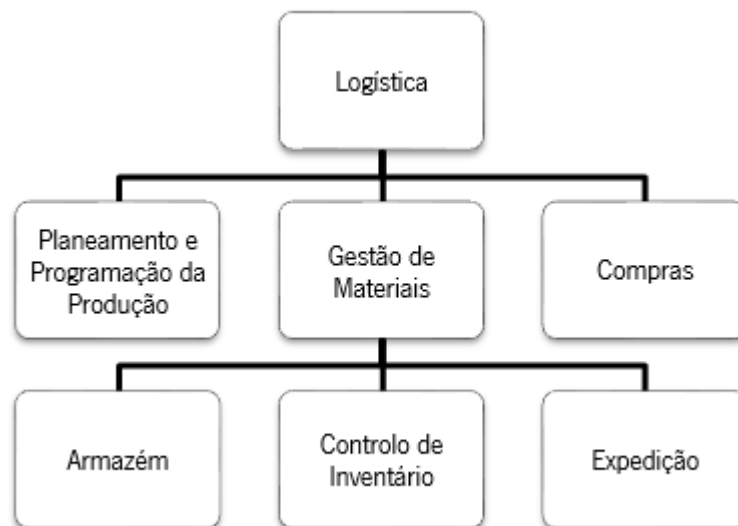 Logística
Planeamento e
Programação da
Produção
Gestão de
Materiais
Compras
Armazém
Controlo de
Inventário
Expedição